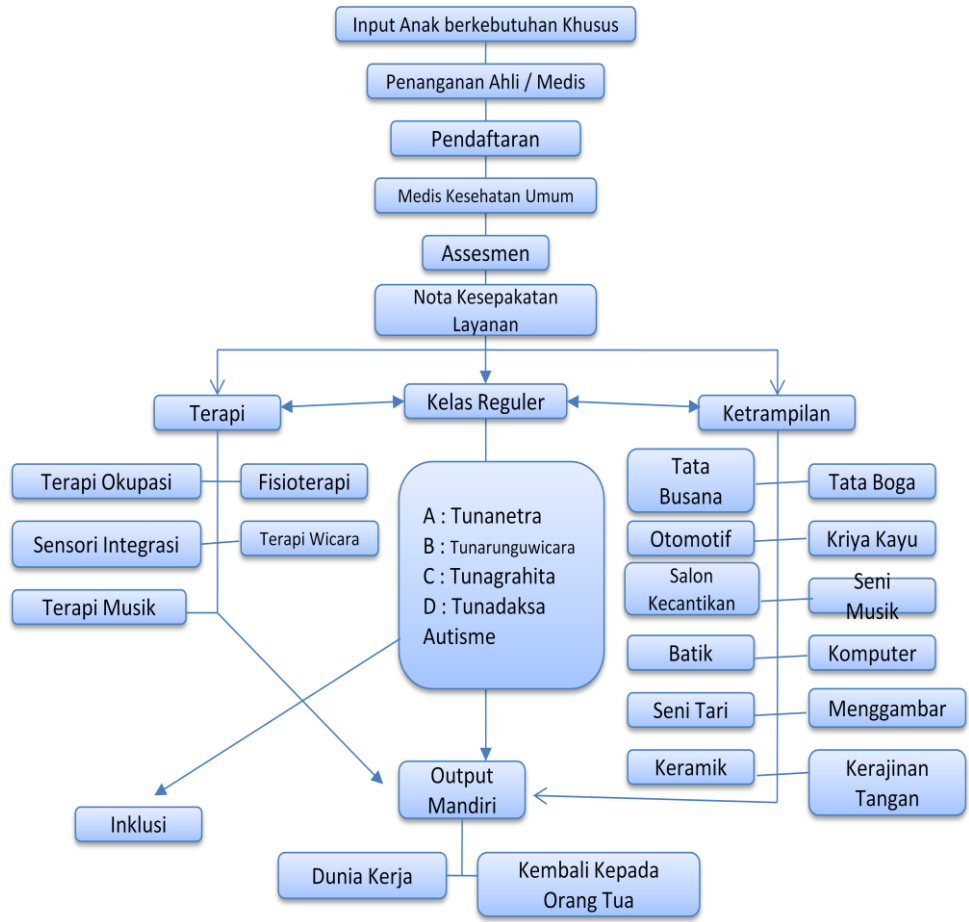 Input Anak berkebutuhan Khusus
Penanganan Ahli / Medis
Pendaftaran
Medis Kesehatan Umum
Assesmen
Nota Kesepakatan
Layanan
Terapi
Kelas Reguler
Ketrampilan
Terapi Okupasi
Fisioterapi
Sensori Integrasi
Terapi Wicara
Terapi Musik
A : Tunanetra
B : Tunarunguwicara
C : Tunagrahita
D : Tunadaksa
Autisme
Tata
Busana
Tata Boga
Otomotif
Kriya Kayu
Salon
Kecantikan
Seni
Musik
Batik
Komputer
Seni Tari
Menggambar
Keramik
Kerajinan
Tangan
Output
Mandiri
Inklusi
Dunia Kerja
Kembali Kepada
Orang Tua